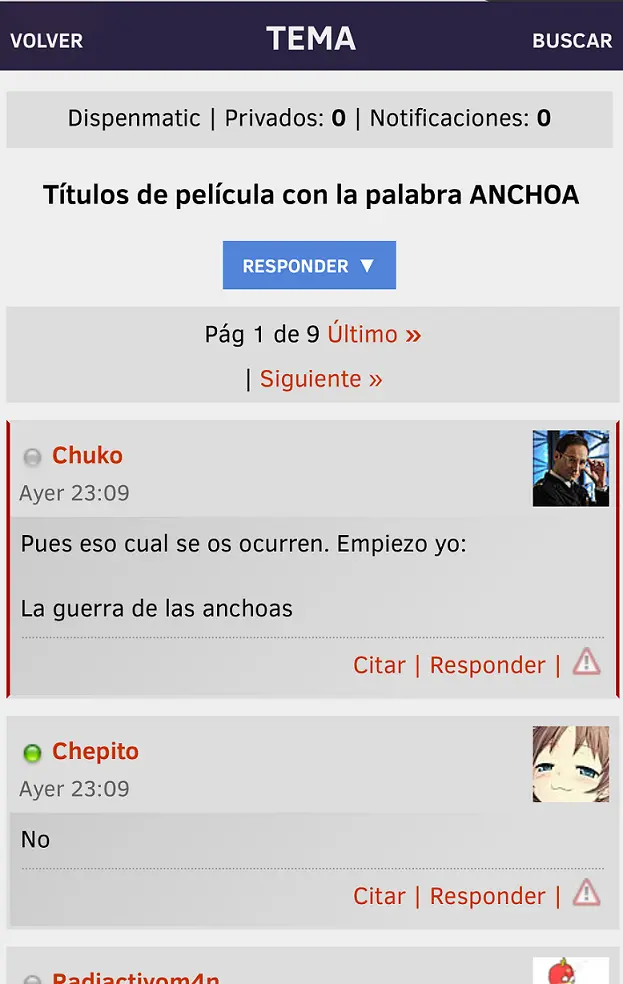 VOLVER TEMA BUSCAR
Dispenmatic | Privados: 0 | Notificaciones: 0
Títulos de película con la palabra ANCHOA
RESPONDER ▼
Pág 1 de 9 Último »
| Siguiente »
Chuko
Ayer 23:09
Pues eso cual se os ocurren. Empiezo yo:
La guerra de las anchoas
Citar | Responder |
Chepito
Ayer 23:09
No
Citar | Responder |
Radiactivom4n